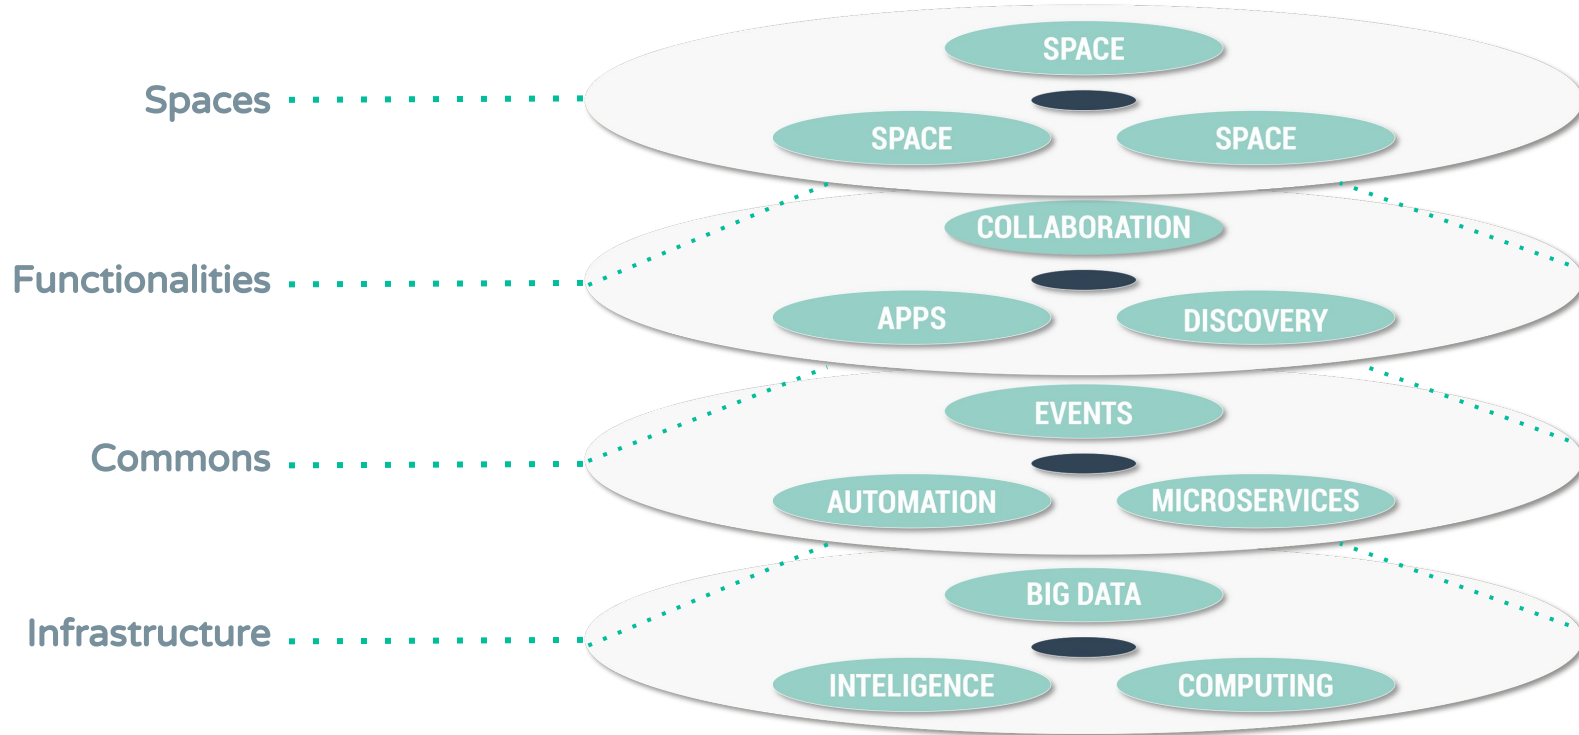 Spaces
SPACE
SPACE
SPACE
Functionalities
COLLABORATION
APPS
DISCOVERY
Commons
EVENTS
AUTOMATION
MICROSERVICES
Infrastructure
BIG DATA
INTELIGENCE
COMPUTING